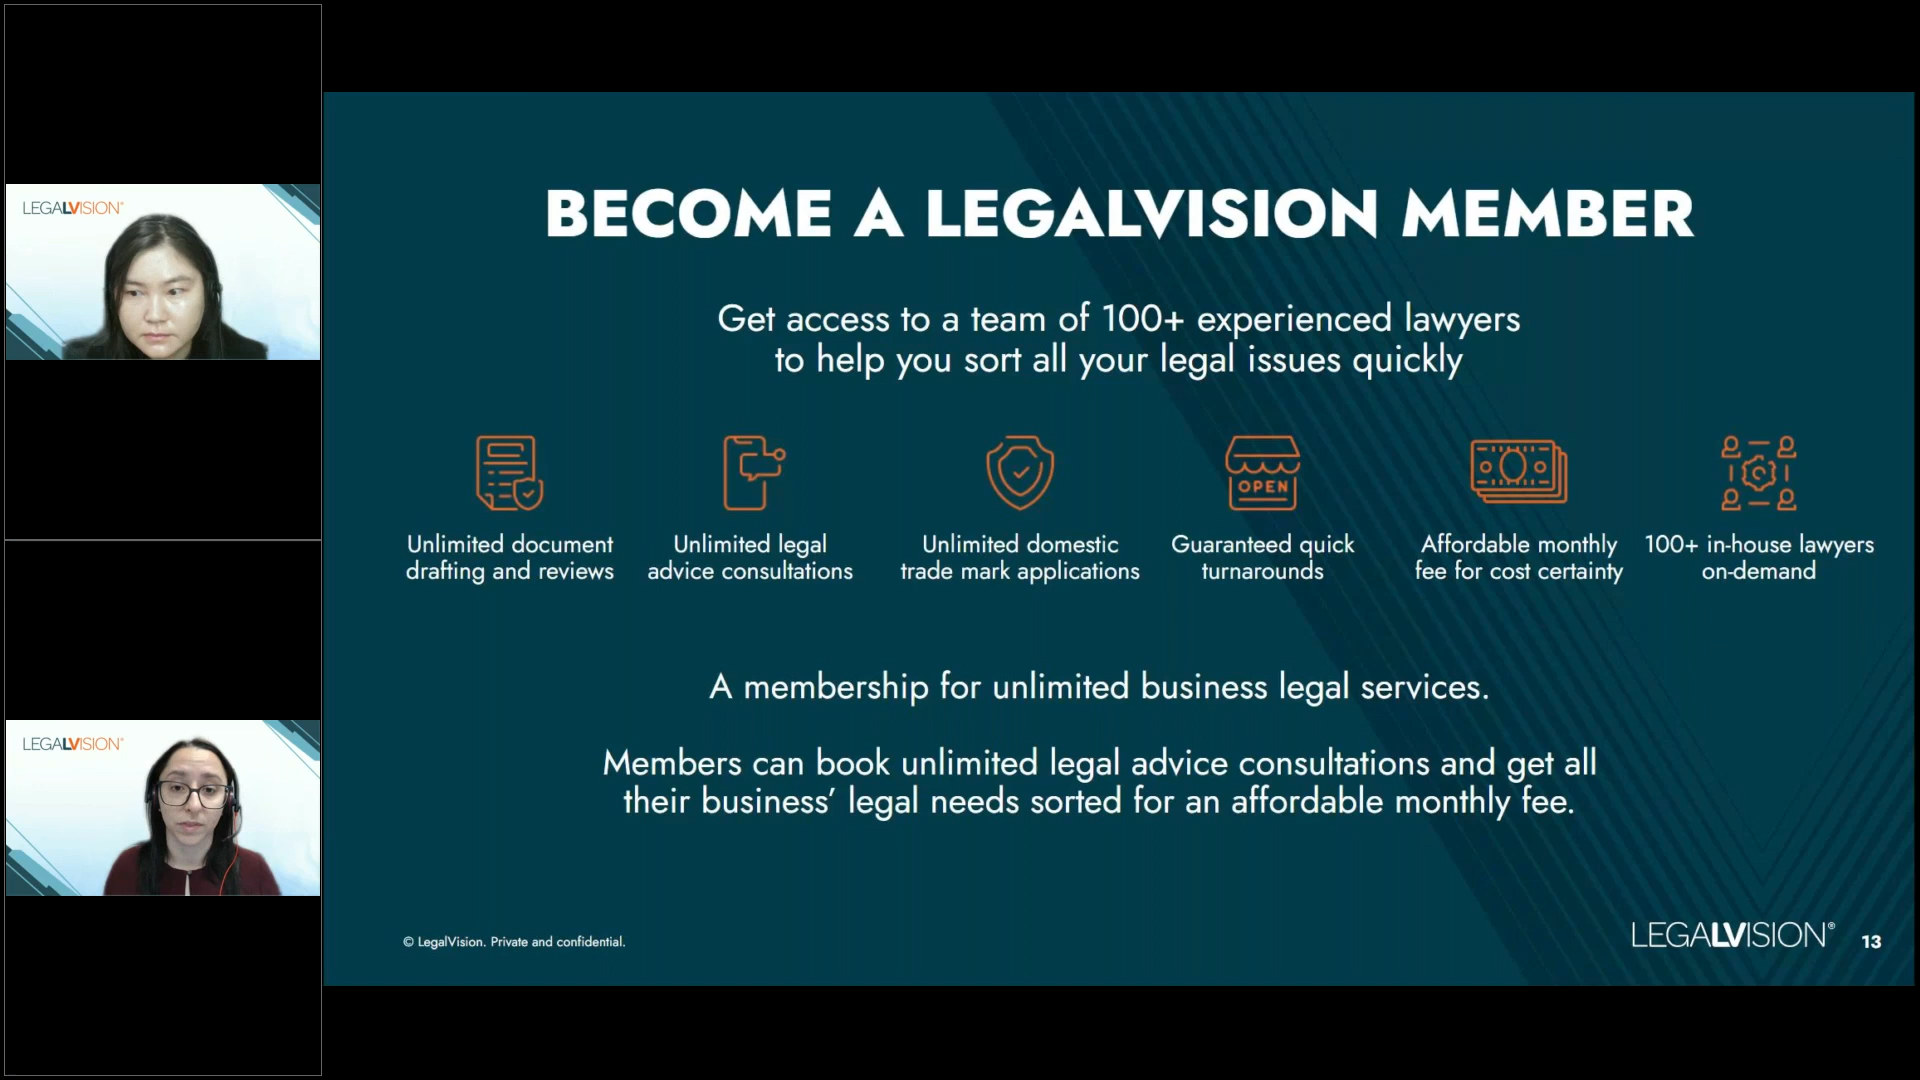 LEGALVISION®
LEGALVISION®
BECOME A LEGALVISION MEMBER
Get access to a team of 100+ experienced lawyers
to help you sort all your legal issues quickly
Unlimited document
drafting and reviews
Unlimited legal
advice consultations
Unlimited domestic
trade mark applications
OPEN
Guaranteed quick
turnarounds
Affordable monthly
fee for cost certainty
100+ in-house lawyers
on-demand
A membership for unlimited business legal services.
Members can book unlimited legal advice consultations and get all
their business’ legal needs sorted for an affordable monthly fee.
© LegalVision. Private and confidential.
LEGALVISION®
13